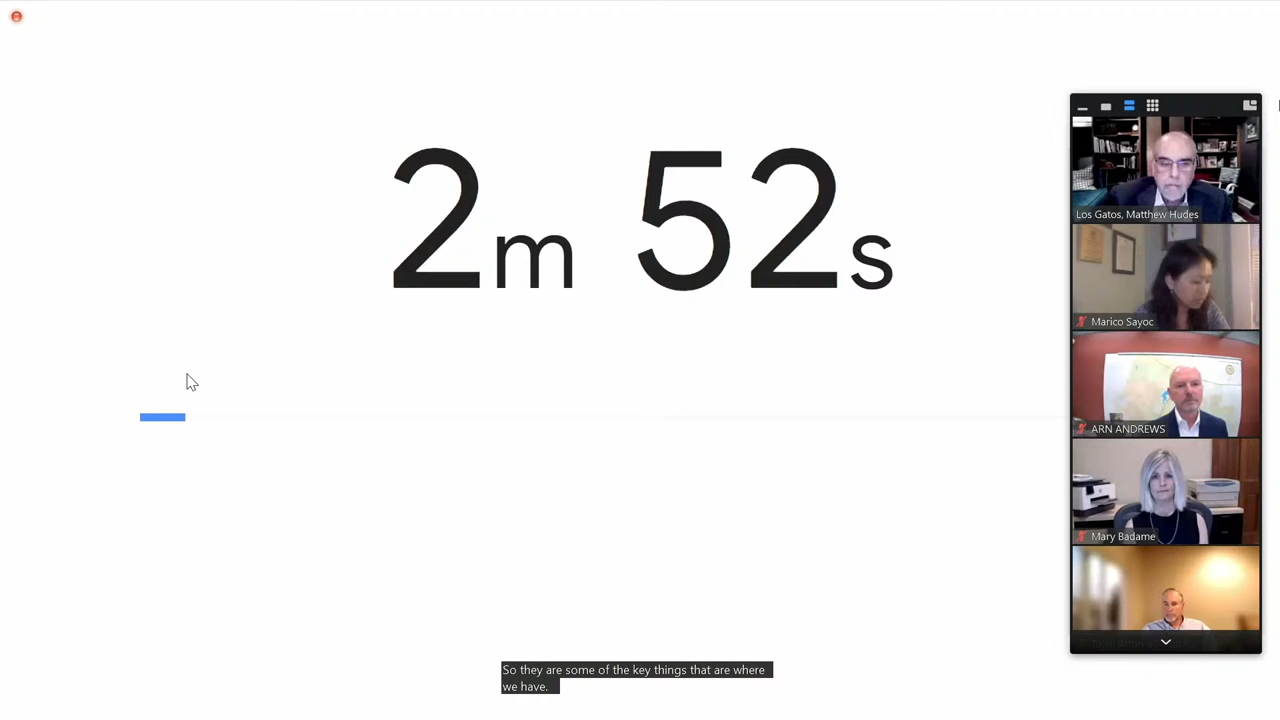 2m 52s
Los Gatos, Matthew Hudes
Marico Sayoc
ARN ANDREWS
Mary Badame
So they are some of the key things that are where
we have.